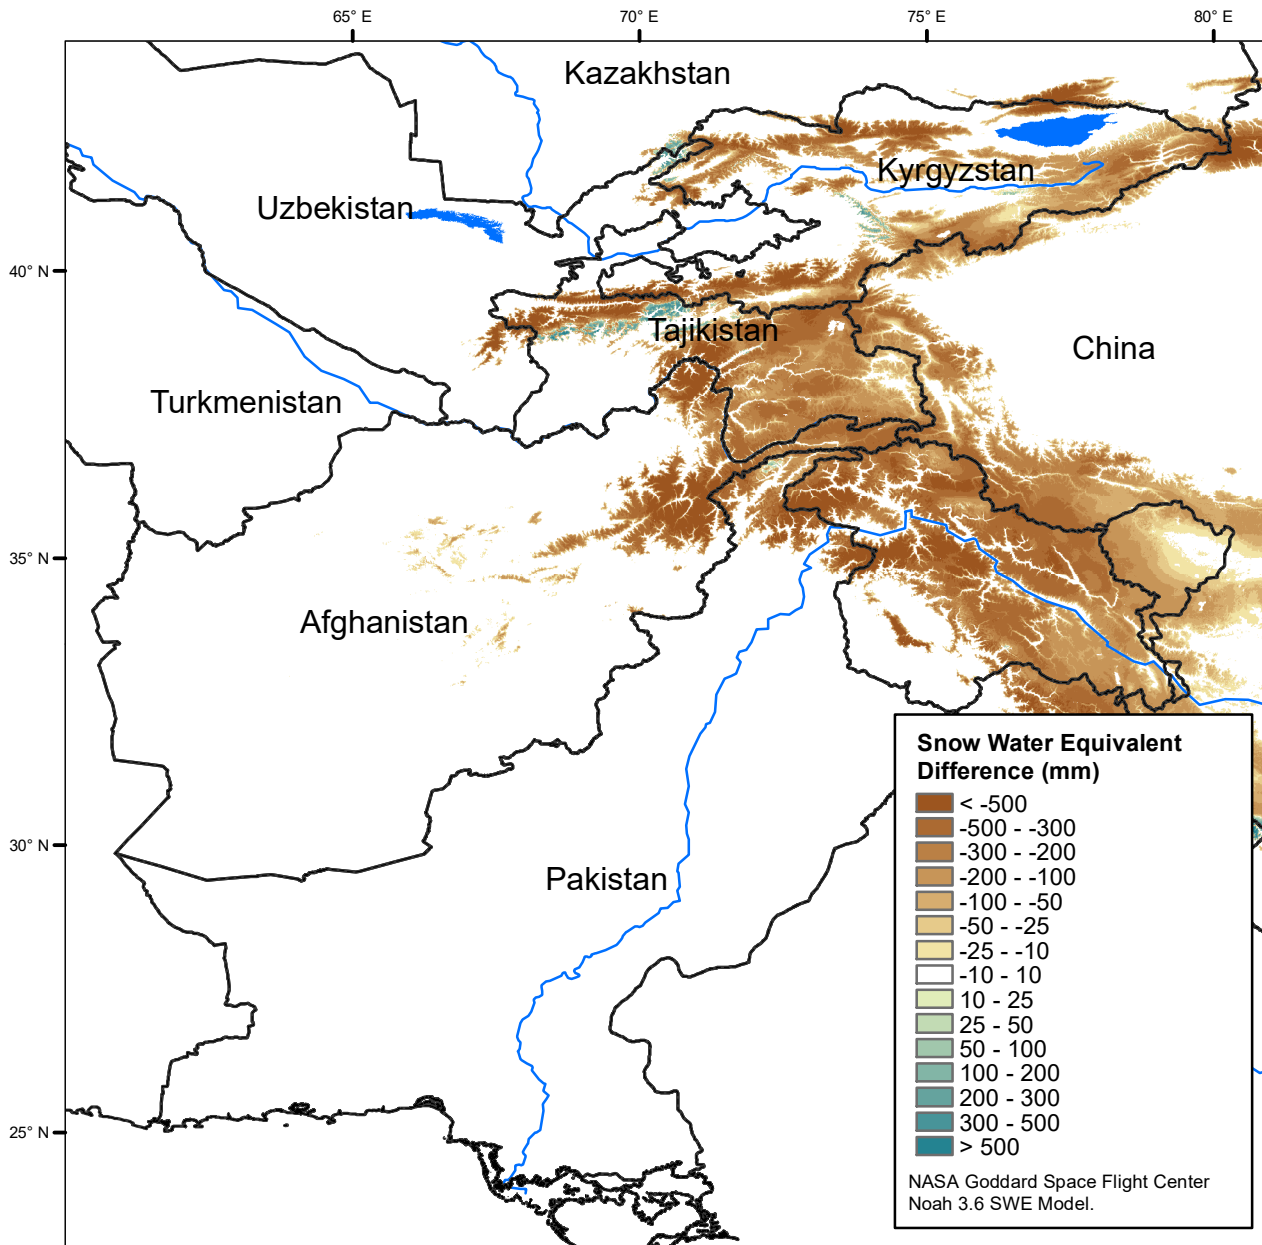 65° E
70° E
75° E
80° E
Kazakhstan
Kyrgyzstan
Uzbekistan
40° N
Tajikistan
China
Turkmenistan
35° N
Afghanistan
30° N
Pakistan
25° N
Snow Water Equivalent
Difference (mm)
< -500
-500 - -300
-300 - -200
-200 - -100
-100 - -50
-50 - -25
-25 - -10
-10 - 10
10 - 25
25 - 50
50 - 100
100 - 200
200 - 300
300 - 500
> 500
NASA Goddard Space Flight Center
Noah 3.6 SWE Model.